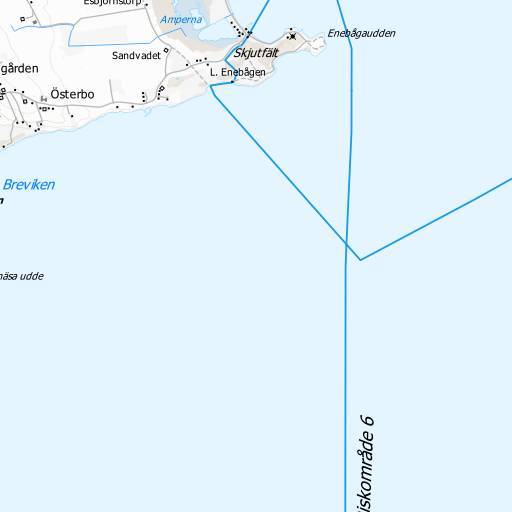 Esbjörnstorp
Amperna
Enebågaudden
Skjutfält
Sandvadet
L. Enebågen
gården
Österbo
Breviken
näsa udde
iskområde 6